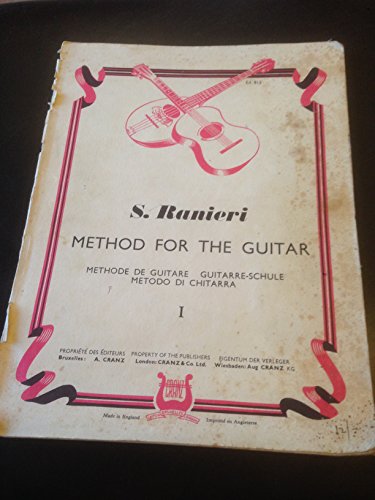 S. Ranieri
METHOD FOR THE GUITAR
METHODE DE GUITARE GUITARRE-SCHULE
METODO DI CHITARRA
I
PROPRIÉTÉ DES ÉDITEURS PROPERTY OF THE PUBLISHERS EIGENTUM DER VERLEGER
Bruxelles: A. CRANZ London: CRANZ & Co. Ltd. Wiesbaden: Aug CRANZ KG
CRANZ
Made in England Imprimé en Angleterre